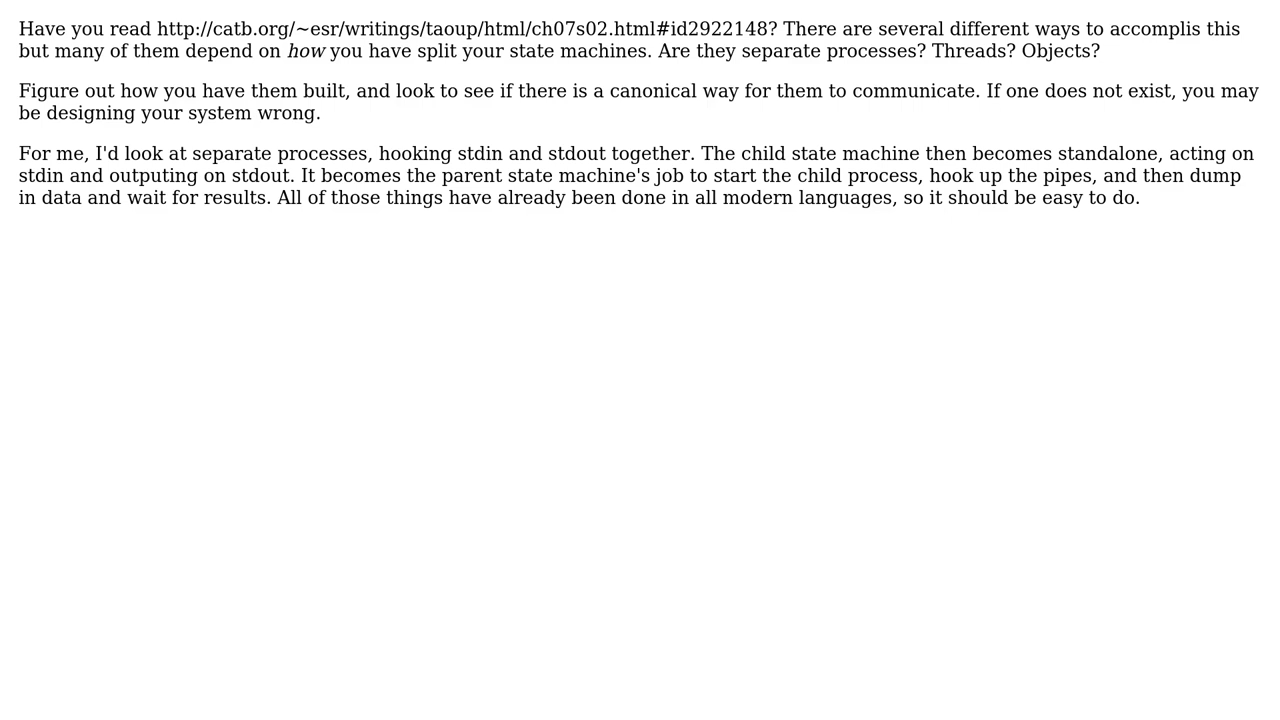 Have you read http://catb.org/~esr/writings/taoup/html/ch07s02.html#id2922148? There are several different ways to accomplis this
but many of them depend on how you have split your state machines. Are they separate processes? Threads? Objects?
Figure out how you have them built, and look to see if there is a canonical way for them to communicate. If one does not exist, you may
be designing your system wrong.
For me, I'd look at separate processes, hooking stdin and stdout together. The child state machine then becomes standalone, acting on
stdin and outputing on stdout. It becomes the parent state machine's job to start the child process, hook up the pipes, and then dump
in data and wait for results. All of those things have already been done in all modern languages, so it should be easy to do.